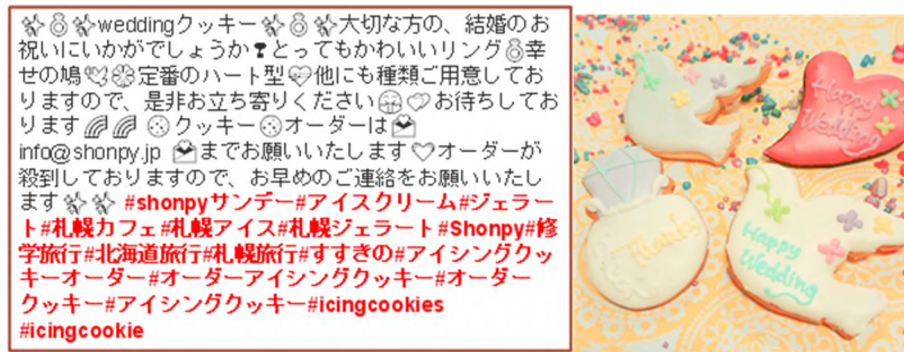 ✨💍✨weddingクッキー✨💍✨大切な方の、結婚のお
祝いにいかがでしょうか❣とってもかわいいリング💍幸
せの鳩🕊🌸定番のハート型💝他にも種類ご用意してお
りますので、是非お立ち寄りください😊💕お待ちしてお
ります🌈🌈 🍪クッキー🍪オーダーは💌
info@shonpy.jp 💌までお願いいたします♡オーダーが
殺到しておりますので、お早めのご連絡をお願いいたし
ます✨✨ #shonpyサンデー#アイスクリーム#ジェラー
ト#札幌カフェ#札幌アイス#札幌ジェラート#Shonpy#修
学旅行#北海道旅行#札幌旅行#すすきの#アイシングクッ
キーオーダー#オーダーアイシングクッキー#オーダー
クッキー#アイシングクッキー#icingcookies
#icingcookie
Happy
Wedding
Thanks
Happy
Wedding